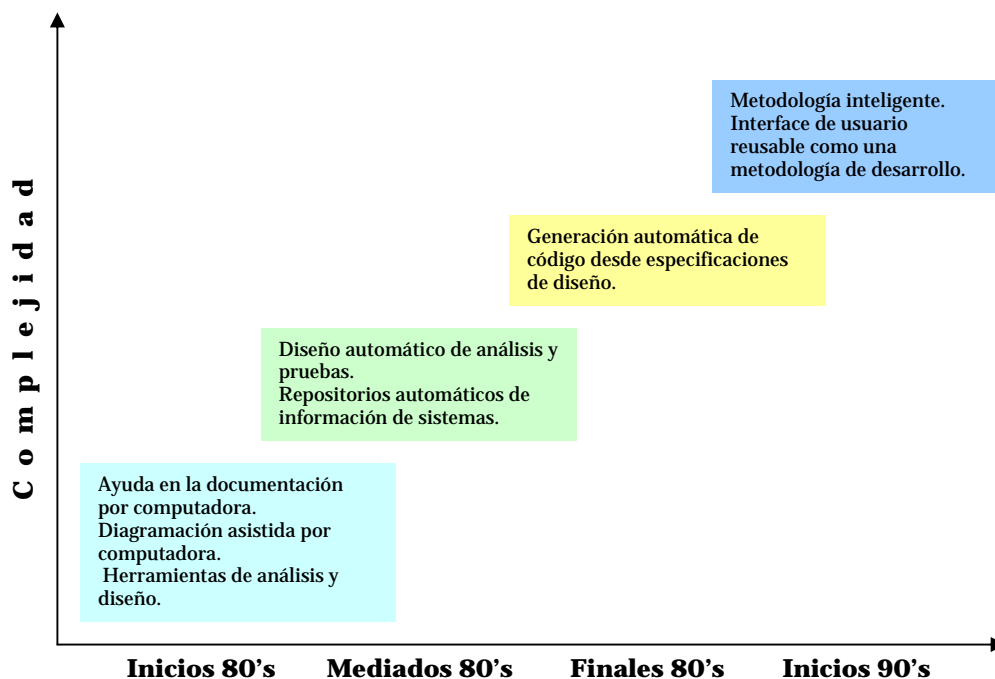 Complejidad
Metodología inteligente.
Interface de usuario
reusable como una
metodología de desarrollo.
Generación automática de
código desde especificaciones
de diseño.
Diseño automático de análisis y
pruebas.
Repositorios automáticos de
información de sistemas.
Ayuda en la documentación
por computadora.
Diagramación asistida por
computadora.
Herramientas de análisis y
diseño.
Inicios 80’s Mediados 80’s Finales 80’s Inicios 90’s